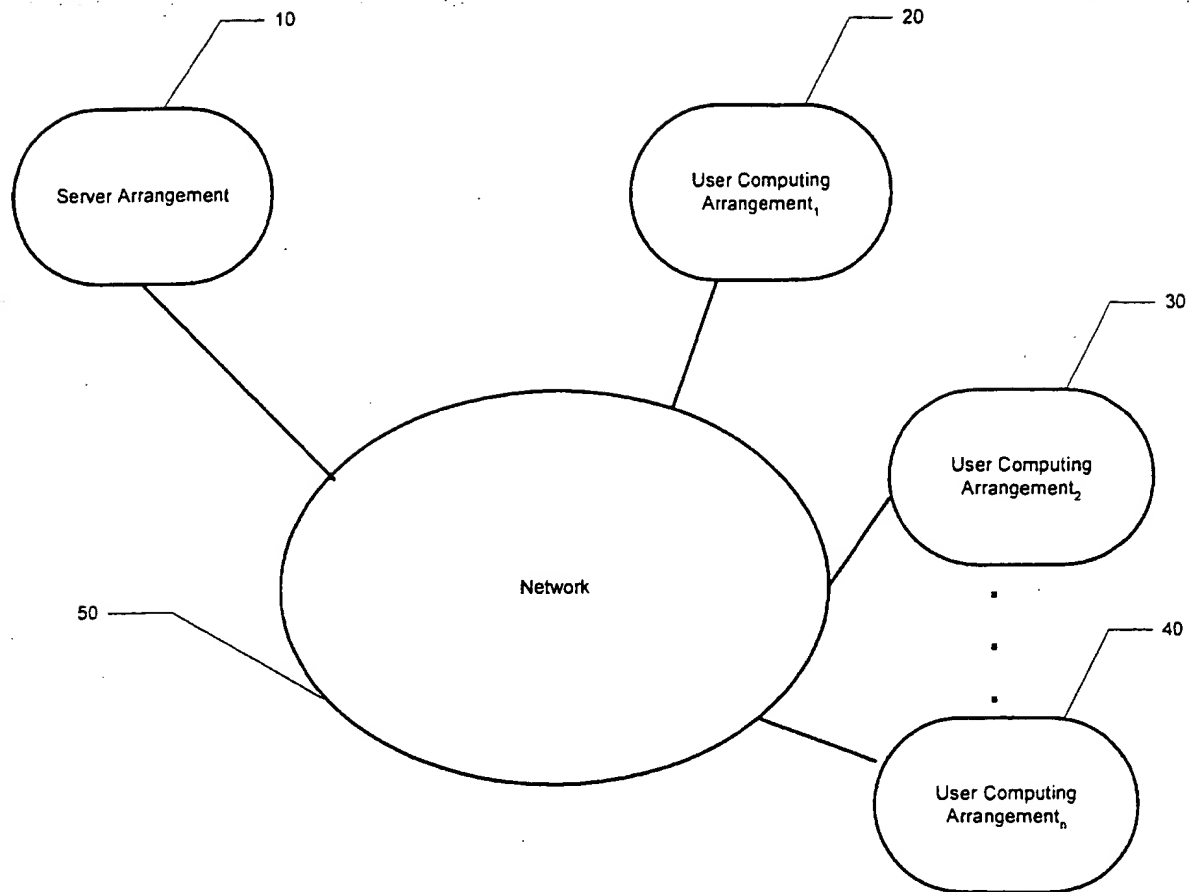 10
20
Server Arrangement
User Computing
Arrangement₁
30
User Computing
Arrangement₂
Network
50
40
User Computing
Arrangementₙ